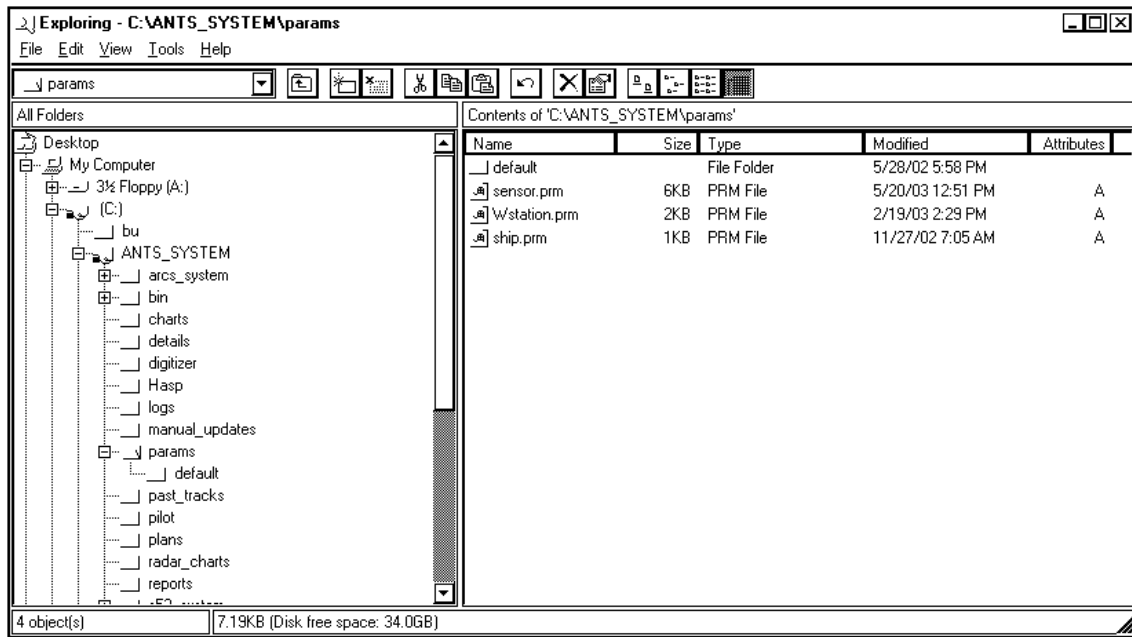 Exploring - C:\ANTS_SYSTEM\params
File Edit View Tools Help
params
All Folders
Contents of 'C:\ANTS_SYSTEM\params'
Desktop
My Computer
3½ Floppy (A:)
(C:)
bu
ANTS_SYSTEM
arcs_system
bin
charts
details
digitizer
Hasp
logs
manual_updates
params
default
past_tracks
pilot
plans
radar_charts
reports
Name Size Type Modified Attributes
default File Folder 5/28/02 5:58 PM
sensor.prm 6KB PRM File 5/20/03 12:51 PM A
Wstation.prm 2KB PRM File 2/19/03 2:29 PM A
ship.prm 1KB PRM File 11/27/02 7:05 AM A
4 object(s)
7.19KB (Disk free space: 34.0GB)